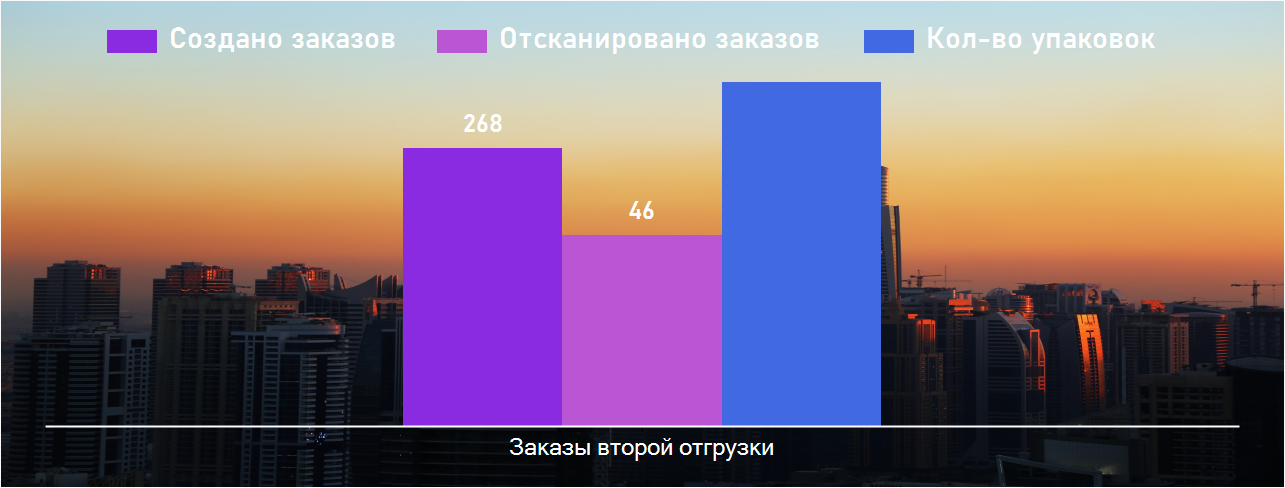 Создано заказов Отсканировано заказов Кол-во упаковок
268
46
Заказы второй отгрузки